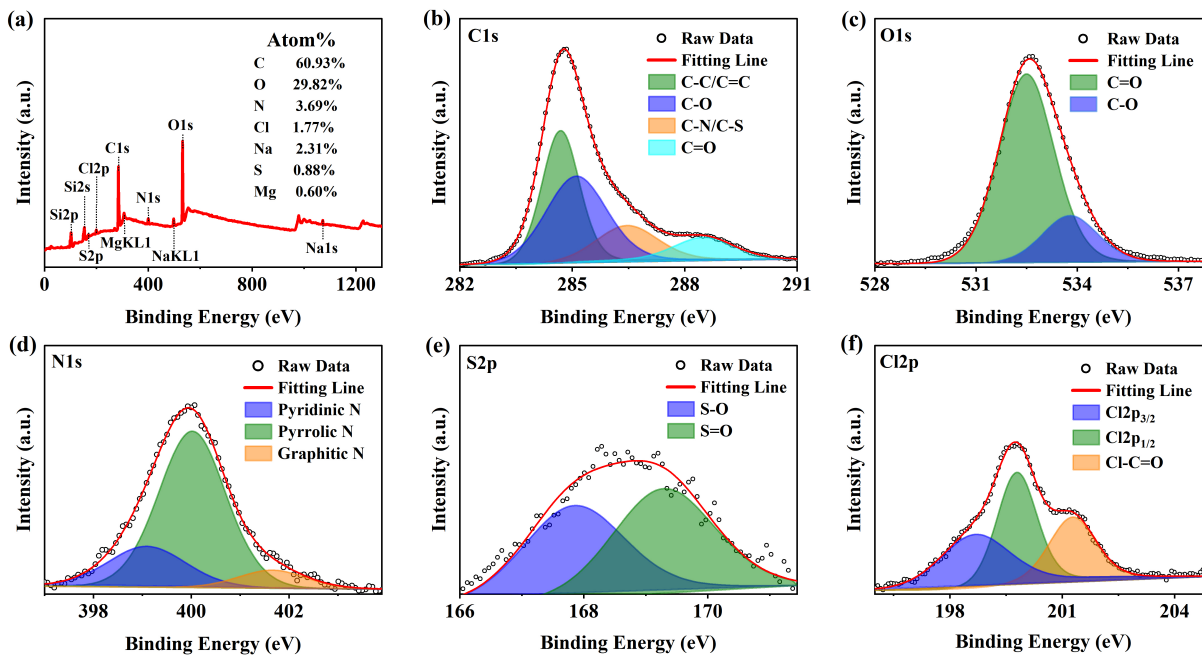 (a)
Atom%
C 60.93%
O 29.82%
N 3.69%
Cl 1.77%
Na 2.31%
S 0.88%
Mg 0.60%
O1s
C1s
Cl2p
Si2s
Si2p
N1s
MgKL1
S2p
NaKL1
Na1s
Intensity (a.u.)
0 400 800 1200
Binding Energy (eV)
(b)
C1s
Raw Data
Fitting Line
C-C/C=C
C-O
C-N/C-S
C=O
Intensity (a.u.)
282 285 288 291
Binding Energy (eV)
(c)
O1s
Raw Data
Fitting Line
C=O
C-O
Intensity (a.u.)
528 531 534 537
Binding Energy (eV)
(d)
N1s
Raw Data
Fitting Line
Pyridinic N
Pyrrolic N
Graphitic N
Intensity (a.u.)
398 400 402
Binding Energy (eV)
(e)
S2p
Raw Data
Fitting Line
S-O
S=O
Intensity (a.u.)
166 168 170
Binding Energy (eV)
(f)
Cl2p
Raw Data
Fitting Line
Cl2p3/2
Cl2p1/2
Cl-C=O
Intensity (a.u.)
198 201 204
Binding Energy (eV)